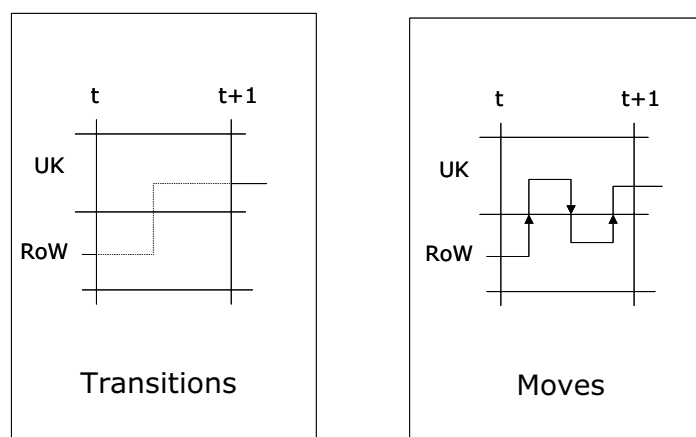 t t+1
UK
RoW
Transitions
t t+1
UK
RoW
Moves